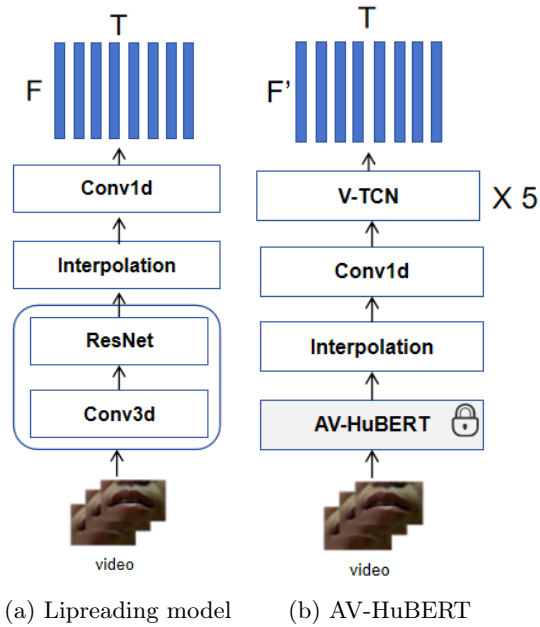 T
F
Conv1d
Interpolation
ResNet
Conv3d
video
(a) Lipreading model
T
F'
V-TCN
X 5
Conv1d
Interpolation
AV-HuBERT
video
(b) AV-HuBERT